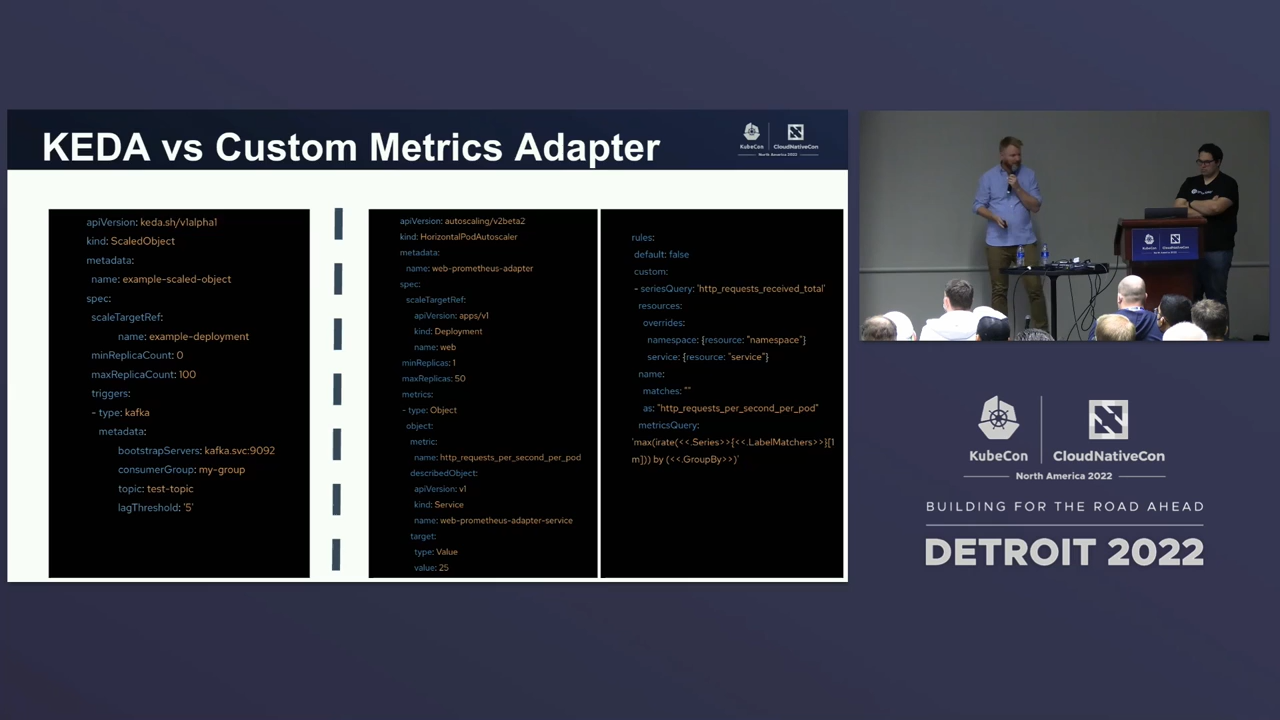 KEDA vs Custom Metrics Adapter
KubeCon
CloudNativeCon
North America 2022
apiVersion: keda.sh/v1alpha1
kind: ScaledObject
metadata:
name: example-scaled-object
spec:
scaleTargetRef:
name: example-deployment
minReplicaCount: 0
maxReplicaCount: 100
triggers:
- type: kafka
metadata:
bootstrapServers: kafka.svc:9092
consumerGroup: my-group
topic: test-topic
lagThreshold: '5'
apiVersion: autoscaling/v2beta2
kind: HorizontalPodAutoscaler
metadata:
name: web-prometheus-adapter
spec:
scaleTargetRef:
apiVersion: apps/v1
kind: Deployment
name: web
minReplicas: 1
maxReplicas: 50
metrics:
- type: Object
object:
metric:
name: http_requests_per_second_per_pod
describedObject:
apiVersion: v1
kind: Service
name: web-prometheus-adapter-service
target:
type: Value
value: 25
rules:
default: false
custom:
- seriesQuery: 'http_requests_received_total'
resources:
overrides:
namespace: {resource: "namespace"}
service: {resource: "service"}
name:
matches: ""
as: "http_requests_per_second_per_pod"
metricsQuery:
'max(irate(<<.Series>>{<<.LabelMatchers>>}[1
m])) by (<<.GroupBy>>)'
KubeCon
CloudNativeCon
North America 2022
BUILDING FOR THE ROAD AHEAD
DETROIT 2022